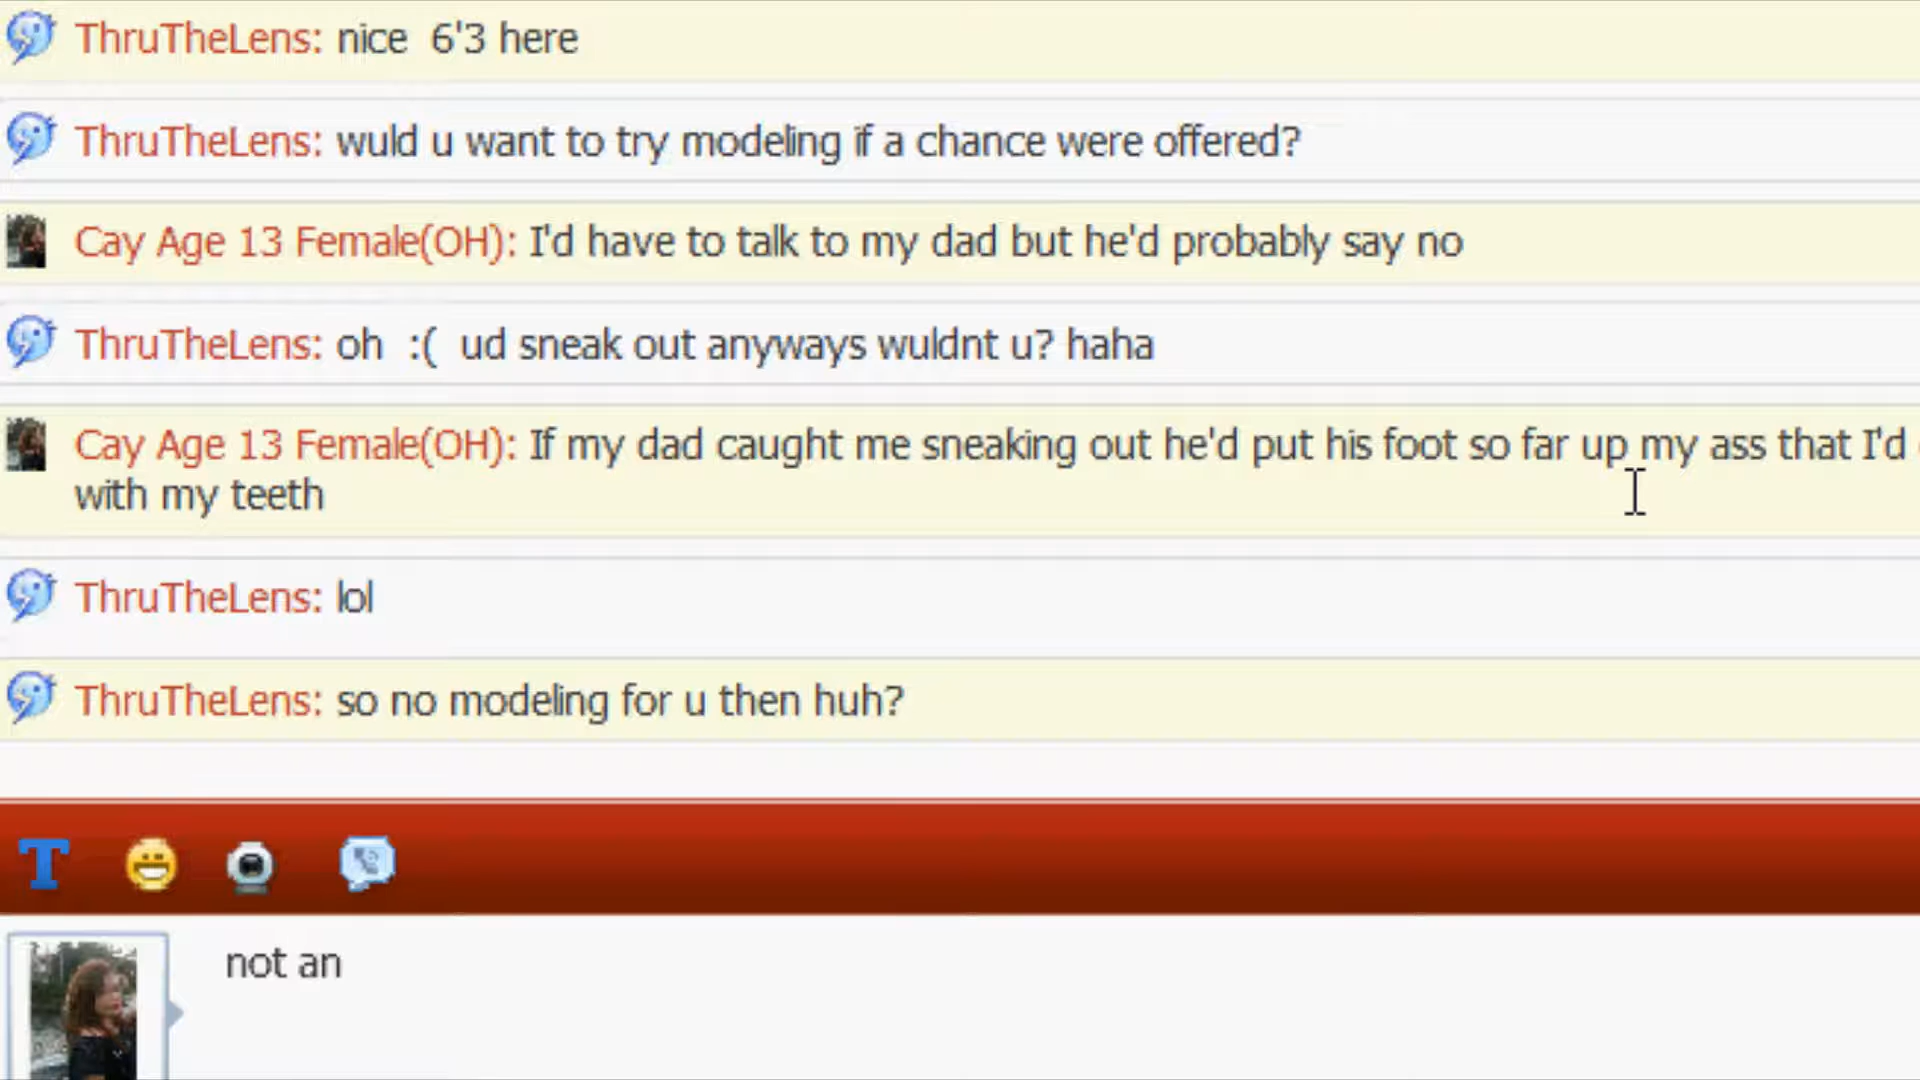 ThruTheLens: nice  6'3 here
ThruTheLens: wuld u want to try modeling if a chance were offered?
Cay Age 13 Female(OH): I'd have to talk to my dad but he'd probably say no
ThruTheLens: oh  :(  ud sneak out anyways wuldnt u? haha
Cay Age 13 Female(OH): If my dad caught me sneaking out he'd put his foot so far up my ass that I'd
with my teeth
ThruTheLens: lol
ThruTheLens: so no modeling for u then huh?
T
not an